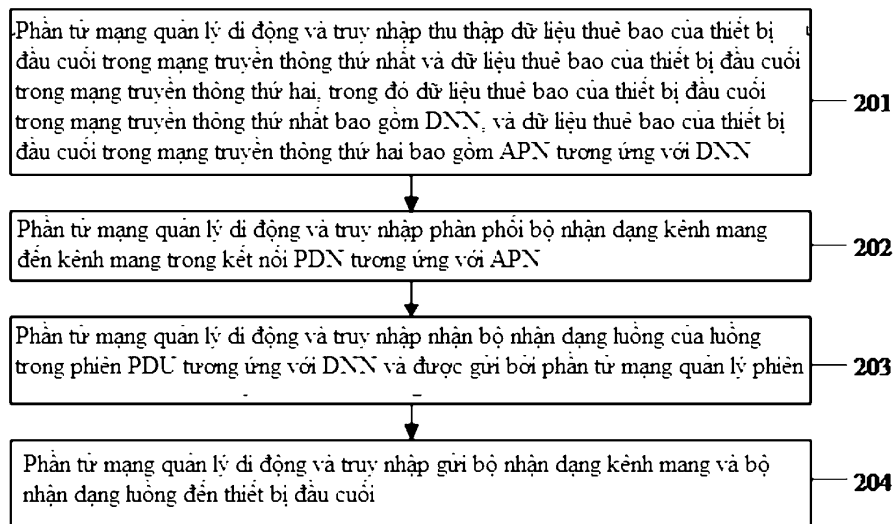 Phần tử mạng quản lý di động và truy nhập thu thập dữ liệu thuê bao của thiết bị
đầu cuối trong mạng truyền thông thứ nhất và dữ liệu thuê bao của thiết bị đầu cuối
trong mạng truyền thông thứ hai, trong đó dữ liệu thuê bao của thiết bị đầu cuối
trong mạng truyền thông thứ nhất bao gồm DNN, và dữ liệu thuê bao của thiết bị
đầu cuối trong mạng truyền thông thứ hai bao gồm APN tương ứng với DNN
201
Phần tử mạng quản lý di động và truy nhập phân phối bộ nhận dạng kênh mang
đến kênh mang trong kết nối PDN tương ứng với APN
202
Phần tử mạng quản lý di động và truy nhập nhận bộ nhận dạng luồng của luồng
trong phiên PDU tương ứng với DNN và được gửi bởi phần tử mạng quản lý phiên
203
Phần tử mạng quản lý di động và truy nhập gửi bộ nhận dạng kênh mang và bộ
nhận dạng luồng đến thiết bị đầu cuối
204